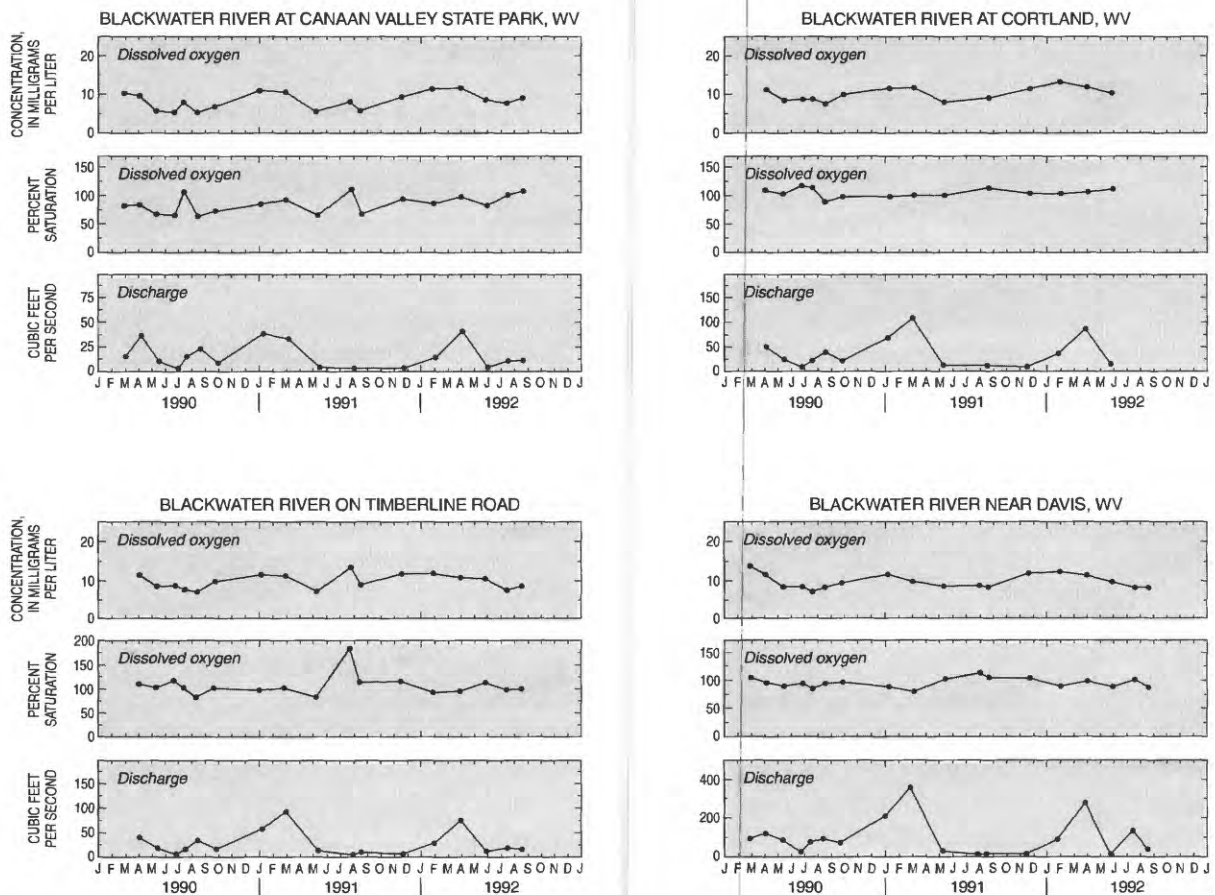 BLACKWATER RIVER AT CANAAN VALLEY STATE PARK, WV
CONCENTRATION,
IN MILLIGRAMS
PER LITER
20
10
0
Dissolved oxygen
PERCENT
SATURATION
150
100
50
0
Dissolved oxygen
CUBIC FEET
PER SECOND
75
50
25
0
Discharge
J F M A M J J A S O N D J F M A M J J A S O N D J F M A M J J A S O N D J
1990 1991 1992
BLACKWATER RIVER AT CORTLAND, WV
20
10
0
Dissolved oxygen
150
100
50
0
Dissolved oxygen
150
100
50
0
Discharge
J F M A M J J A S O N D J F M A M J J A S O N D J F M A M J J A S O N D J
1990 1991 1992
BLACKWATER RIVER ON TIMBERLINE ROAD
CONCENTRATION,
IN MILLIGRAMS
PER LITER
20
10
0
Dissolved oxygen
PERCENT
SATURATION
200
150
100
50
0
Dissolved oxygen
CUBIC FEET
PER SECOND
150
100
50
0
Discharge
J F M A M J J A S O N D J F M A M J J A S O N D J F M A M J J A S O N D J
1990 1991 1992
BLACKWATER RIVER NEAR DAVIS, WV
20
10
0
Dissolved oxygen
150
100
50
0
Dissolved oxygen
400
200
0
Discharge
J F M A M J J A S O N D J F M A M J J A S O N D J F M A M J J A S O N D J
1990 1991 1992